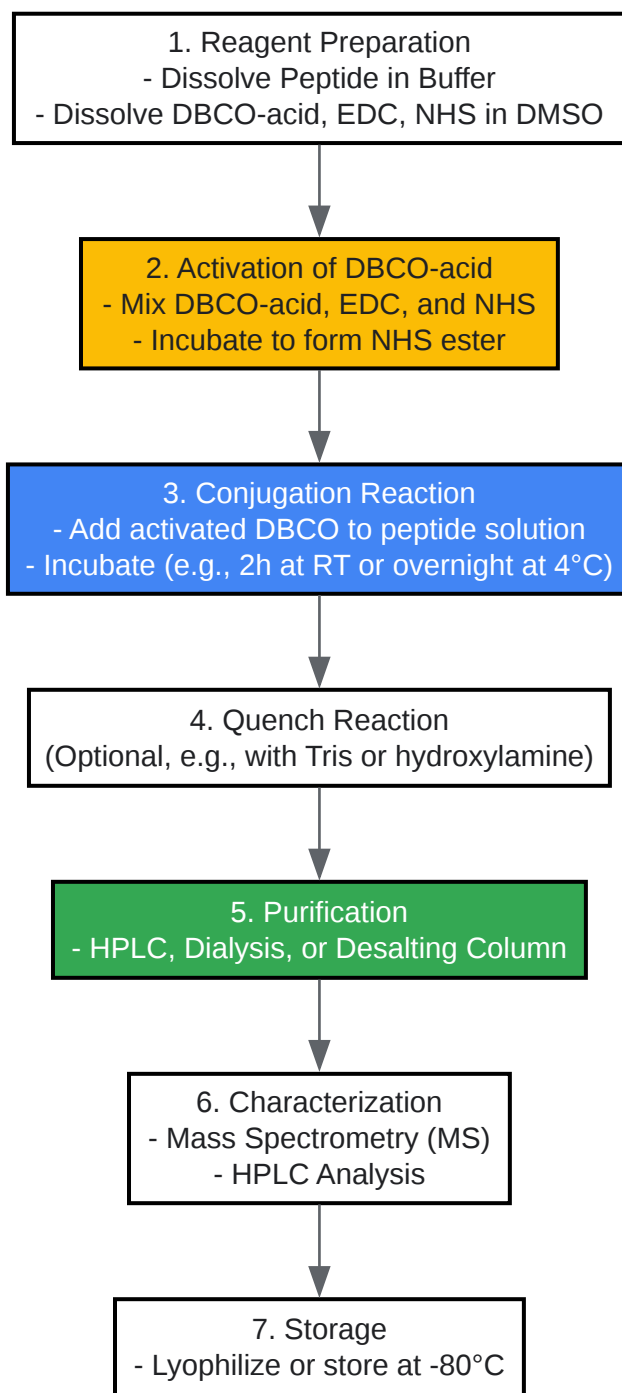 1. Reagent Preparation
- Dissolve Peptide in Buffer
- Dissolve DBCO-acid, EDC, NHS in DMSO
2. Activation of DBCO-acid
- Mix DBCO-acid, EDC, and NHS
- Incubate to form NHS ester
3. Conjugation Reaction
- Add activated DBCO to peptide solution
- Incubate (e.g., 2h at RT or overnight at 4°C)
4. Quench Reaction
(Optional, e.g., with Tris or hydroxylamine)
5. Purification
- HPLC, Dialysis, or Desalting Column
6. Characterization
- Mass Spectrometry (MS)
- HPLC Analysis
7. Storage
- Lyophilize or store at -80°C